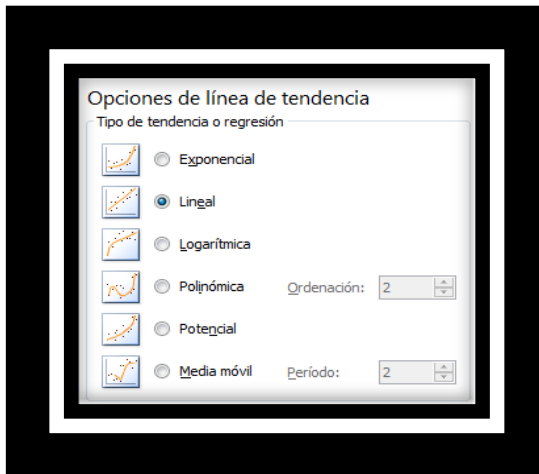 Opciones de línea de tendencia
Tipo de tendencia o regresión
Exponencial
Lineal
Logarítmica
Polinómica Ordenación: 2
Potencial
Media móvil Período: 2